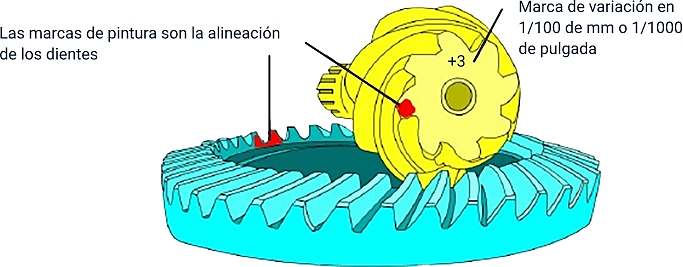 Las marcas de pintura son la alineación
de los dientes
Marca de variación en
1/100 de mm o 1/1000
de pulgada
+3